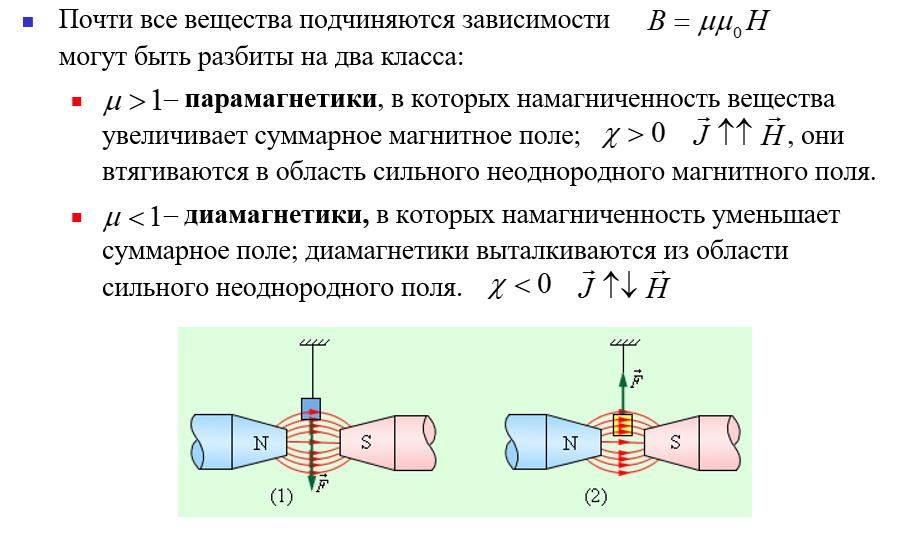 Почти все вещества подчиняются зависимости B = μμ₀H
могут быть разбиты на два класса:
μ > 1– парамагнетики, в которых намагниченность вещества
увеличивает суммарное магнитное поле; χ > 0 J⃗ ↑↑ H⃗, они
втягиваются в область сильного неоднородного магнитного поля.
μ < 1– диамагнетики, в которых намагниченность уменьшает
суммарное поле; диамагнетики выталкиваются из области
сильного неоднородного поля. χ < 0 J⃗ ↑↓ H⃗
N S F⃗ (1)
N S F⃗ (2)